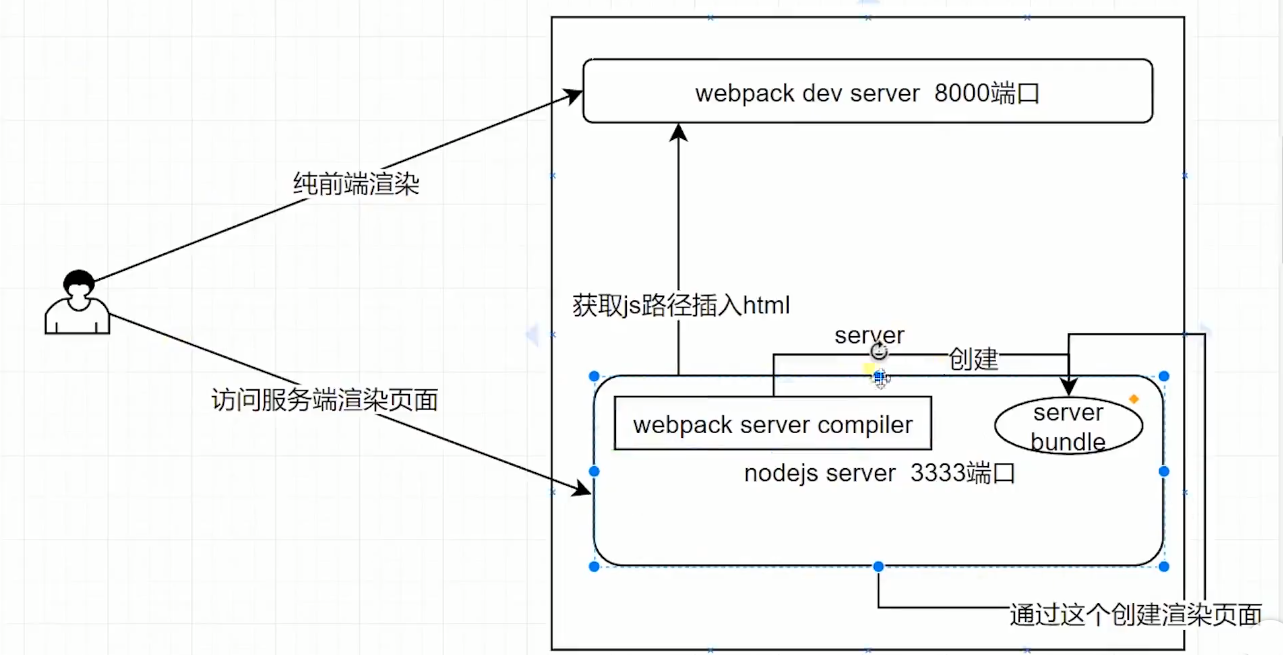 webpack dev server 8000端口
纯前端渲染
获取js路径插入html
server
创建
访问服务端渲染页面
webpack server compiler
server
bundle
nodejs server 3333端口
通过这个创建渲染页面